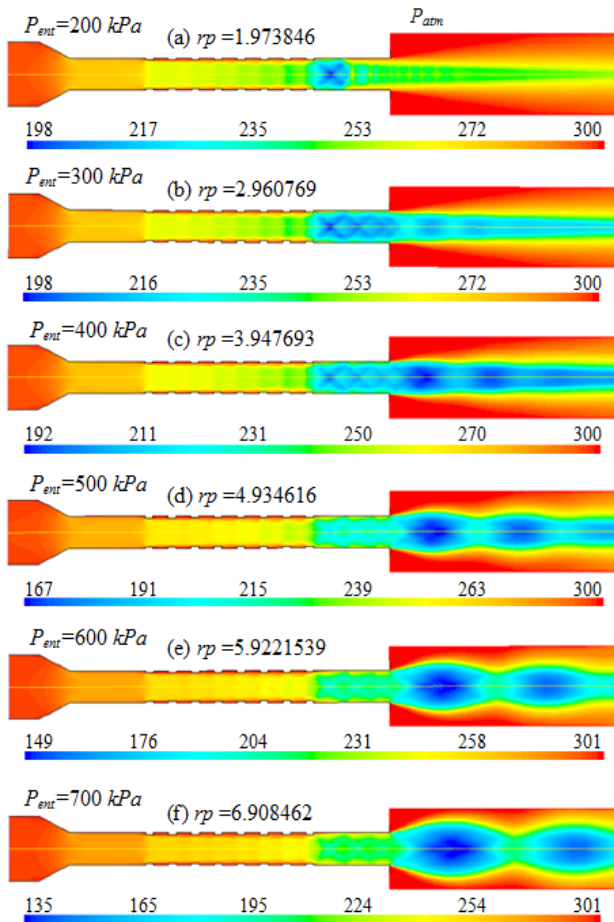 P_ent=200 kPa (a) rp=1.973846 P_atm
198 217 235 253 272 300
P_ent=300 kPa (b) rp=2.960769
198 216 235 253 272 300
P_ent=400 kPa (c) rp=3.947693
192 211 231 250 270 300
P_ent=500 kPa (d) rp=4.934616
167 191 215 239 263 300
P_ent=600 kPa (e) rp=5.9221539
149 176 204 231 258 301
P_ent=700 kPa (f) rp=6.908462
135 165 195 224 258 301